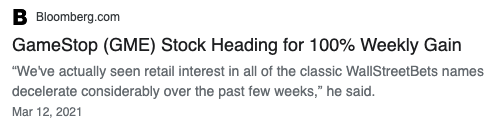 B Bloomberg.com
GameStop (GME) Stock Heading for 100% Weekly Gain
“We've actually seen retail interest in all of the classic WallStreetBets names
decelerate considerably over the past few weeks,” he said.
Mar 12, 2021